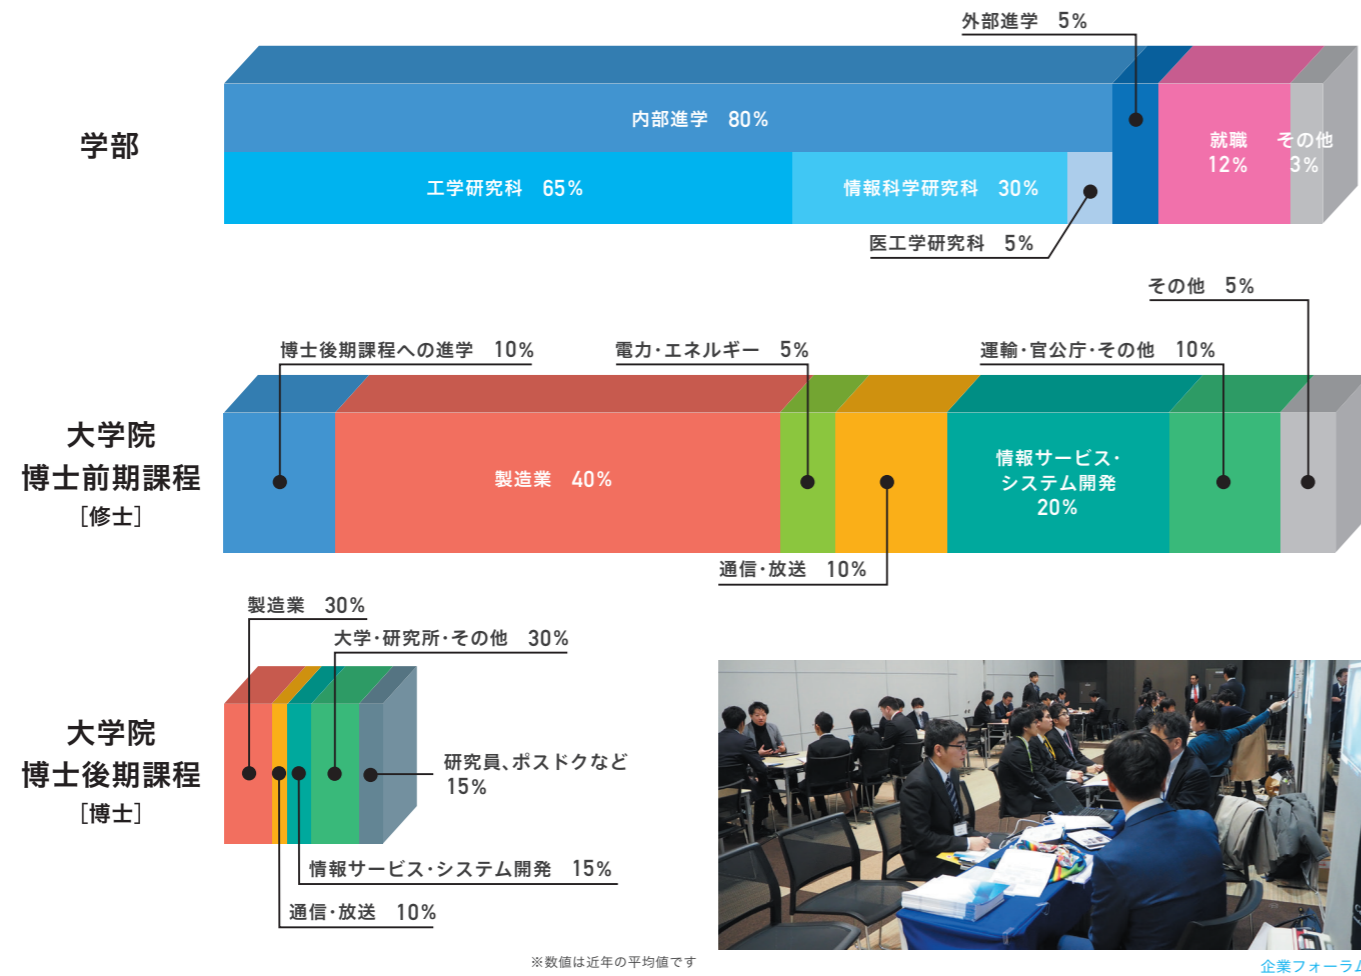 外部進学 5%
学部
内部進学 80%
工学研究科 65%
情報科学研究科 30%
医工学研究科 5%
就職
12%
その他
3%
その他 5%
博士後期課程への進学 10%
電力・エネルギー 5%
運輸・官公庁・その他 10%
大学院
博士前期課程
[修士]
製造業 40%
情報サービス・
システム開発
20%
通信・放送 10%
製造業 30%
大学・研究所・その他 30%
大学院
博士後期課程
[博士]
研究員、ポスドクなど
15%
情報サービス・システム開発 15%
通信・放送 10%
※数値は近年の平均値です
企業フォーラム